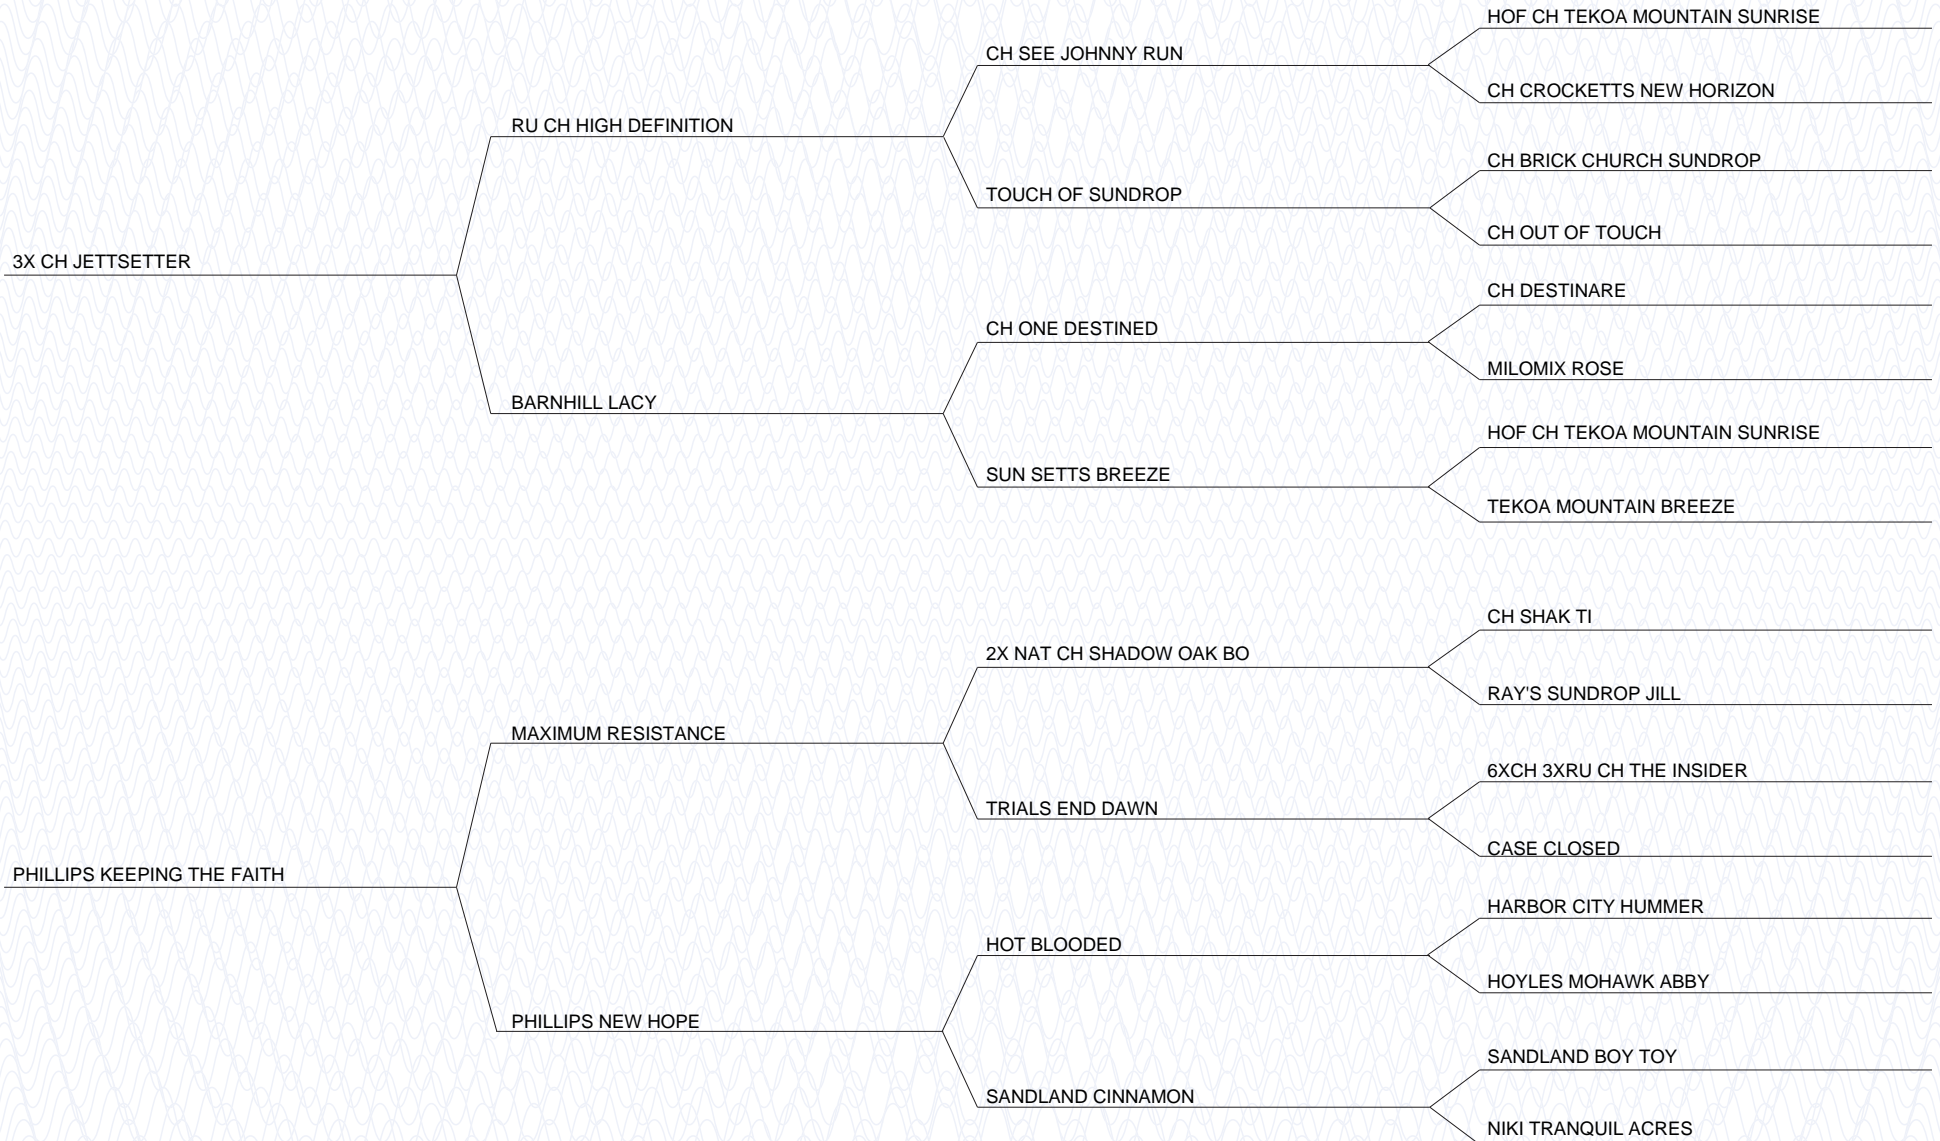 HOF CH TEKOA MOUNTAIN SUNRISE
CH SEE JOHNNY RUN
CH CROCKETTS NEW HORIZON
RU CH HIGH DEFINITION
CH BRICK CHURCH SUNDROP
TOUCH OF SUNDROP
CH OUT OF TOUCH
3X CH JETTSETTER
CH DESTINARE
CH ONE DESTINED
MILOMIX ROSE
BARNHILL LACY
HOF CH TEKOA MOUNTAIN SUNRISE
SUN SETTS BREEZE
TEKOA MOUNTAIN BREEZE
CH SHAK TI
2X NAT CH SHADOW OAK BO
RAY'S SUNDROP JILL
MAXIMUM RESISTANCE
6XCH 3XRU CH THE INSIDER
TRIALS END DAWN
CASE CLOSED
PHILLIPS KEEPING THE FAITH
HARBOR CITY HUMMER
HOT BLOODED
HOYLES MOHAWK ABBY
PHILLIPS NEW HOPE
SANDLAND BOY TOY
SANDLAND CINNAMON
NIKI TRANQUIL ACRES